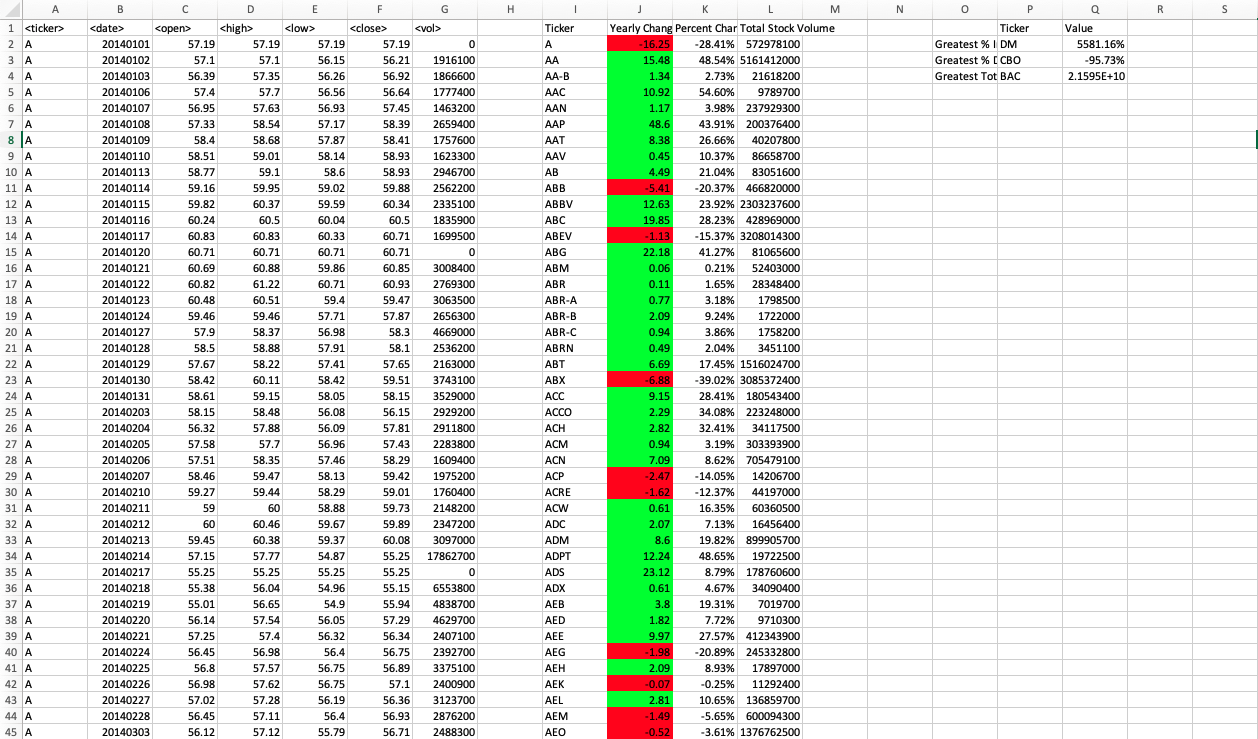 A B C D E F G H I J K L M N O P Q R S
1 <ticker> <date> <open> <high> <low> <close> <vol> Ticker Yearly Chang Percent Char Total Stock Volume Ticker Value
2 A 20140101 57.19 57.19 57.19 57.19 0 A -16.25 -28.41% 572978100 Greatest % I DM 5581.16%
3 A 20140102 57.1 57.1 56.15 56.21 1916100 AA 15.48 48.54% 5161412000 Greatest % D CBO -95.73%
4 A 20140103 56.39 57.35 56.26 56.92 1866600 AA-B 1.34 2.73% 21618200 Greatest Tot BAC 2.1595E+10
5 A 20140106 57.4 57.7 56.56 56.64 1777400 AAC 10.92 54.60% 9789700
6 A 20140107 56.95 57.63 56.93 57.45 1463200 AAN 1.17 3.98% 237929300
7 A 20140108 57.33 58.54 57.17 58.39 2659400 AAP 48.6 43.91% 200376400
8 A 20140109 58.4 58.68 57.87 58.41 1757600 AAT 8.38 26.66% 40207800
9 A 20140110 58.51 59.01 58.14 58.93 1623300 AAV 0.45 10.37% 86658700
10 A 20140113 58.77 59.1 58.6 58.93 2946700 AB 4.49 21.04% 83051600
11 A 20140114 59.16 59.95 59.02 59.88 2562200 ABB -5.41 -20.37% 466820000
12 A 20140115 59.82 60.37 59.59 60.34 2335100 ABBV 12.63 23.92% 2303237600
13 A 20140116 60.24 60.5 60.04 60.5 1835900 ABC 19.85 28.23% 428969000
14 A 20140117 60.83 60.83 60.33 60.71 1699500 ABEV -1.13 -15.37% 3208014300
15 A 20140120 60.71 60.71 60.71 60.71 0 ABG 22.18 41.27% 81065600
16 A 20140121 60.69 60.88 59.86 60.85 3008400 ABM 0.06 0.21% 52403000
17 A 20140122 60.82 61.22 60.71 60.93 2769300 ABR 0.11 1.65% 28348400
18 A 20140123 60.48 60.51 59.4 59.47 3063500 ABR-A 0.77 3.18% 1798500
19 A 20140124 59.46 59.46 57.71 57.87 2656300 ABR-B 2.09 9.24% 1722000
20 A 20140127 57.9 58.37 56.98 58.3 4669000 ABR-C 0.94 3.86% 1758200
21 A 20140128 58.5 58.88 57.91 58.1 2536200 ABRN 0.49 2.04% 3451100
22 A 20140129 57.67 58.22 57.41 57.65 2163000 ABT 6.69 17.45% 1516024700
23 A 20140130 58.42 60.11 58.42 59.51 3743100 ABX -6.88 -39.02% 3085372400
24 A 20140131 58.61 59.15 58.05 58.15 3529000 ACC 9.15 28.41% 180543400
25 A 20140203 58.15 58.48 56.08 56.15 2929200 ACCO 2.29 34.08% 223248000
26 A 20140204 56.32 57.88 56.09 57.81 2911800 ACH 2.82 32.41% 34117500
27 A 20140205 57.58 57.7 56.96 57.43 2283800 ACM 0.94 3.19% 303393900
28 A 20140206 57.51 58.35 57.46 58.29 1609400 ACN 7.09 8.62% 705479100
29 A 20140207 58.46 59.47 58.13 59.42 1975200 ACP -2.47 -14.05% 14206700
30 A 20140210 59.27 59.44 58.29 59.01 1760400 ACRE -1.62 -12.37% 44197000
31 A 20140211 59 60 58.88 59.73 2148200 ACW 0.61 16.35% 60360500
32 A 20140212 60 60.46 59.67 59.89 2347200 ADC 2.07 7.13% 16456400
33 A 20140213 59.45 60.38 59.37 60.08 3097000 ADM 8.6 19.82% 899905700
34 A 20140214 57.15 57.77 54.87 55.25 17862700 ADPT 12.24 48.65% 19722500
35 A 20140217 55.25 55.25 55.25 55.25 0 ADS 23.12 8.79% 178760600
36 A 20140218 55.38 56.04 54.96 55.15 6553800 ADX 0.61 4.67% 34090400
37 A 20140219 55.01 56.65 54.9 55.94 4838700 AEB 3.8 19.31% 7019700
38 A 20140220 56.14 57.54 56.05 57.29 4629700 AED 1.82 7.72% 9710300
39 A 20140221 57.25 57.4 56.32 56.34 2407100 AEE 9.97 27.57% 412343900
40 A 20140224 56.45 56.98 56.4 56.75 2392700 AEG -1.98 -20.89% 245332800
41 A 20140225 56.8 57.57 56.75 56.89 3375100 AEH 2.09 8.93% 17897000
42 A 20140226 56.98 57.62 56.75 57.1 2400900 AEK -0.07 -0.25% 11292400
43 A 20140227 57.02 57.28 56.19 56.36 3123700 AEL 2.81 10.65% 136859700
44 A 20140228 56.45 57.11 56.4 56.93 2876200 AEM -1.49 -5.65% 600094300
45 A 20140303 56.12 57.12 55.79 56.71 2488300 AEO -0.52 -3.61% 1376762500